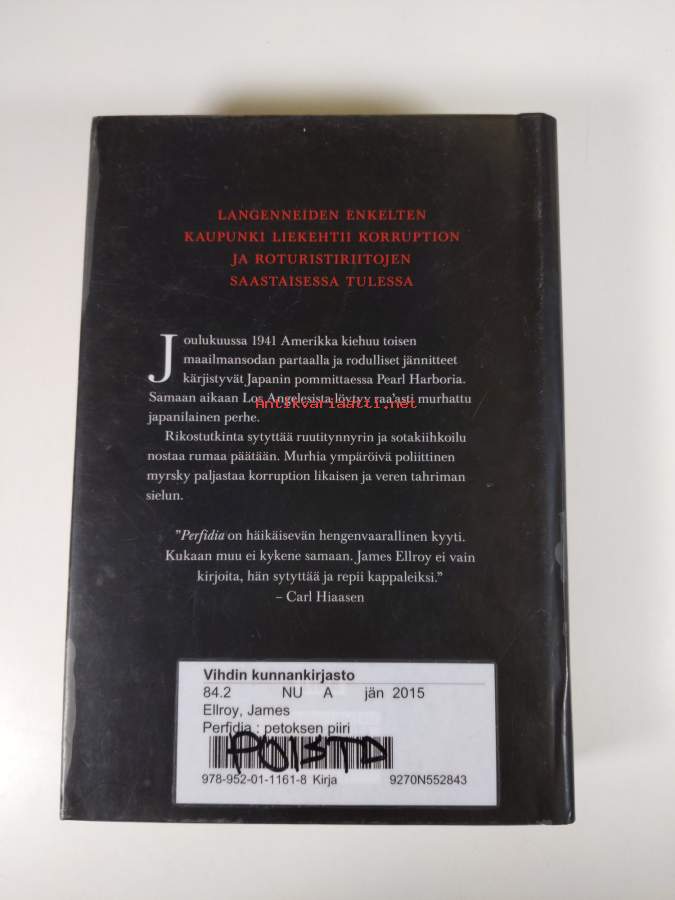 LANGENNEIDEN ENKELTEN
KAUPUNKI LIEKEHTII KORRUPTION
JA ROTURISTIRIITOJEN
SAASTAISESSA TULESSA
Joulukuussa 1941 Amerikka kiehuu toisen
maailmansodan partaalla ja rodulliset jännitteet
kärjistyvät Japanin pommittaessa Pearl Harboria.
Samaan aikaan Los Angelesista löytyy raa'asti murhattu
Antikvariaatti.net
japanilainen perhe.
Rikostutkinta sytyttää ruutitynnyrin ja sotakiihkoilu
nostaa rumaa päätään. Murhia ympäröivä poliittinen
myrsky paljastaa korruption likaisen ja veren tahriman
sielun.
"Perfidia on häikäisevän hengenvaarallinen kyyti.
Kukaan muu ei kykene samaan. James Ellroy ei vain
kirjoita, hän sytyttää ja repii kappaleiksi."
– Carl Hiaasen
Vihdin kunnankirjasto
84.2 NU A jän 2015
Ellroy, James
Perfidia : petoksen piiri
POISTO
978-952-01-1161-8 Kirja 9270N552843